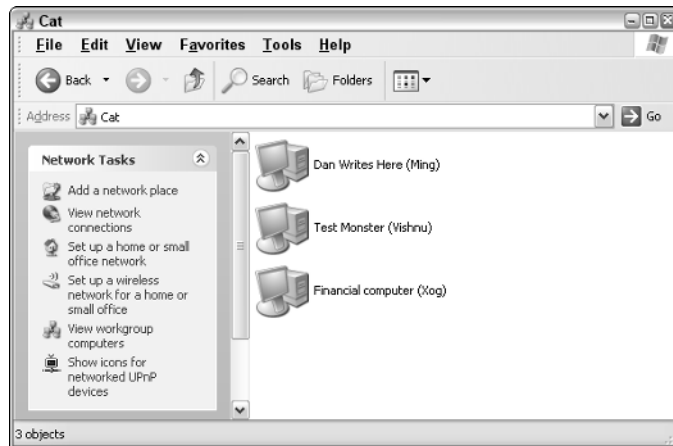 Cat
File Edit View Favorites Tools Help
Back Search Folders
Address Cat Go
Network Tasks
Add a network place
View network
connections
Set up a home or small
office network
Set up a wireless
network for a home or
small office
View workgroup
computers
Show icons for
networked UPnP
devices
Dan Writes Here (Ming)
Test Monster (Vishnu)
Financial computer (Xog)
3 objects